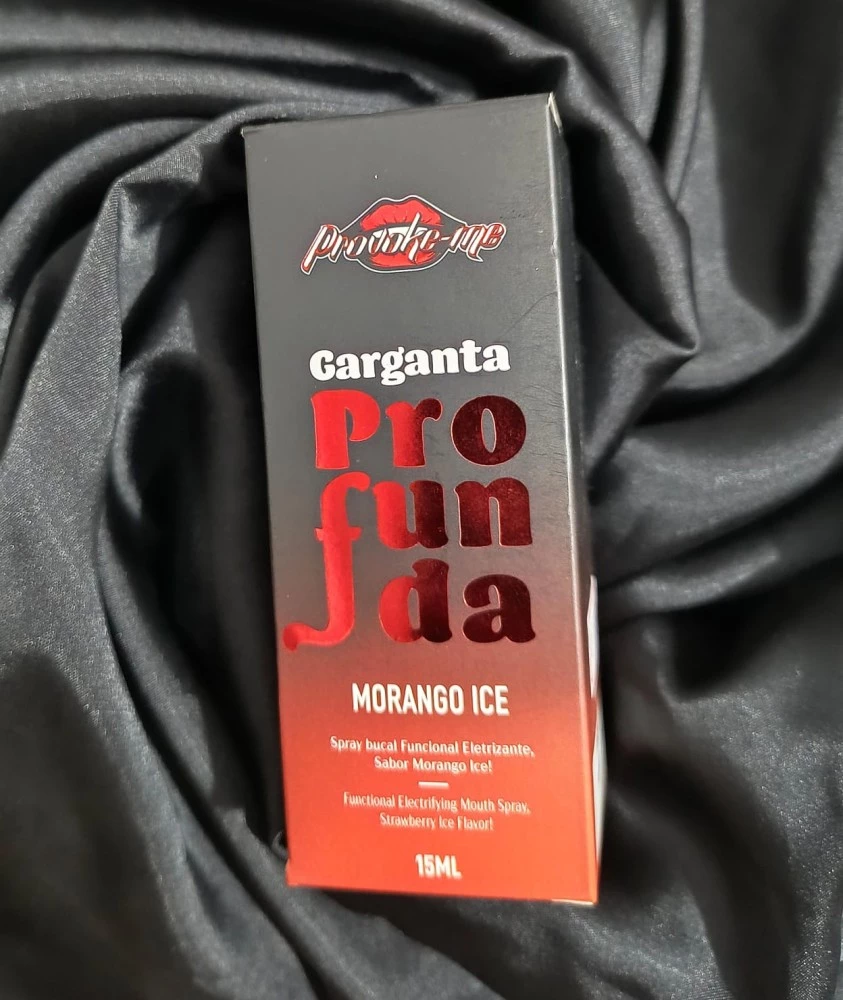 Provoke-me
Garganta
Pro
fun
da
MORANGO ICE
Spray bucal Funcional Eletrizante,
Sabor Morango Ice!
Functional Electrifying Mouth Spray,
Strawberry Ice Flavor!
15ML